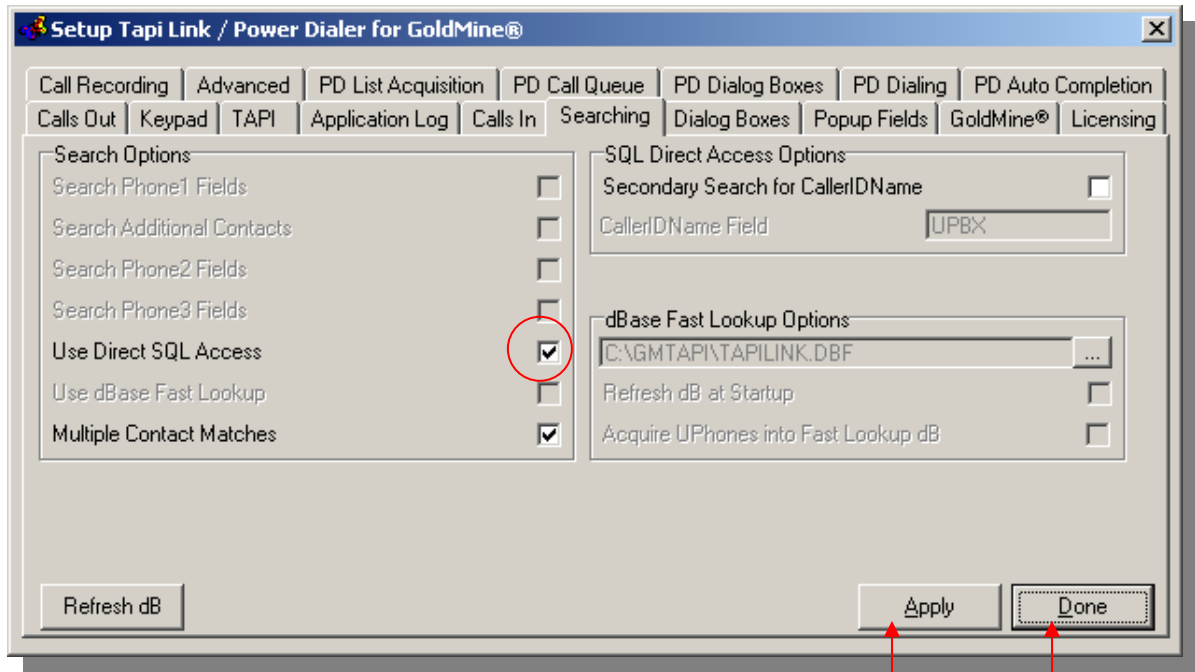 Setup Tapi Link / Power Dialer for GoldMine®
Call Recording
Advanced
PD List Acquisition
PD Call Queue
PD Dialog Boxes
PD Dialing
PD Auto Completion
Calls Out
Keypad
TAPI
Application Log
Calls In
Searching
Dialog Boxes
Popup Fields
GoldMine®
Licensing
Search Options
Search Phone1 Fields
Search Additional Contacts
Search Phone2 Fields
Search Phone3 Fields
Use Direct SQL Access
Use dBase Fast Lookup
Multiple Contact Matches
SQL Direct Access Options
Secondary Search for CallerIDName
CallerIDName Field
UPBX
dBase Fast Lookup Options
C:\GMTAPI\TAPILINK.DBF
...
Refresh dB at Startup
Acquire UPhones into Fast Lookup dB
Refresh dB
Apply
Done